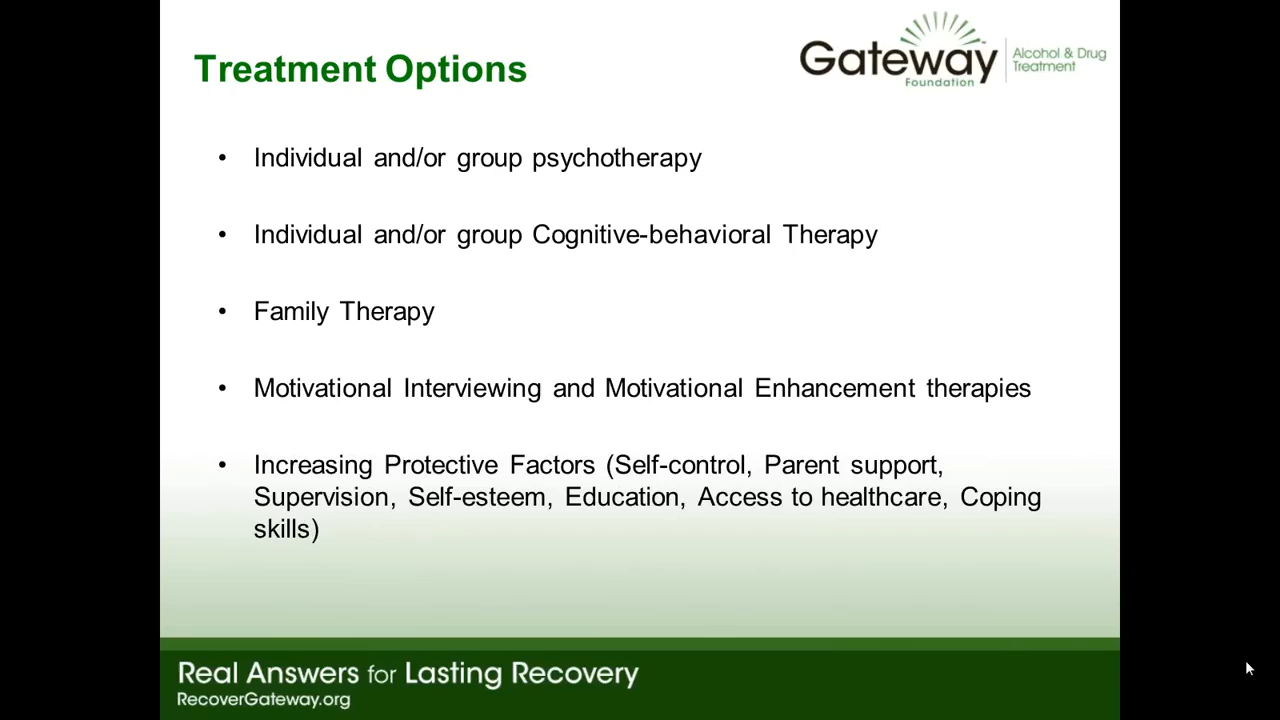 Treatment Options
Gateway
Foundation
Alcohol & Drug
Treatment
• Individual and/or group psychotherapy
• Individual and/or group Cognitive-behavioral Therapy
• Family Therapy
• Motivational Interviewing and Motivational Enhancement therapies
• Increasing Protective Factors (Self-control, Parent support,
Supervision, Self-esteem, Education, Access to healthcare, Coping
skills)
Real Answers for Lasting Recovery
RecoverGateway.org